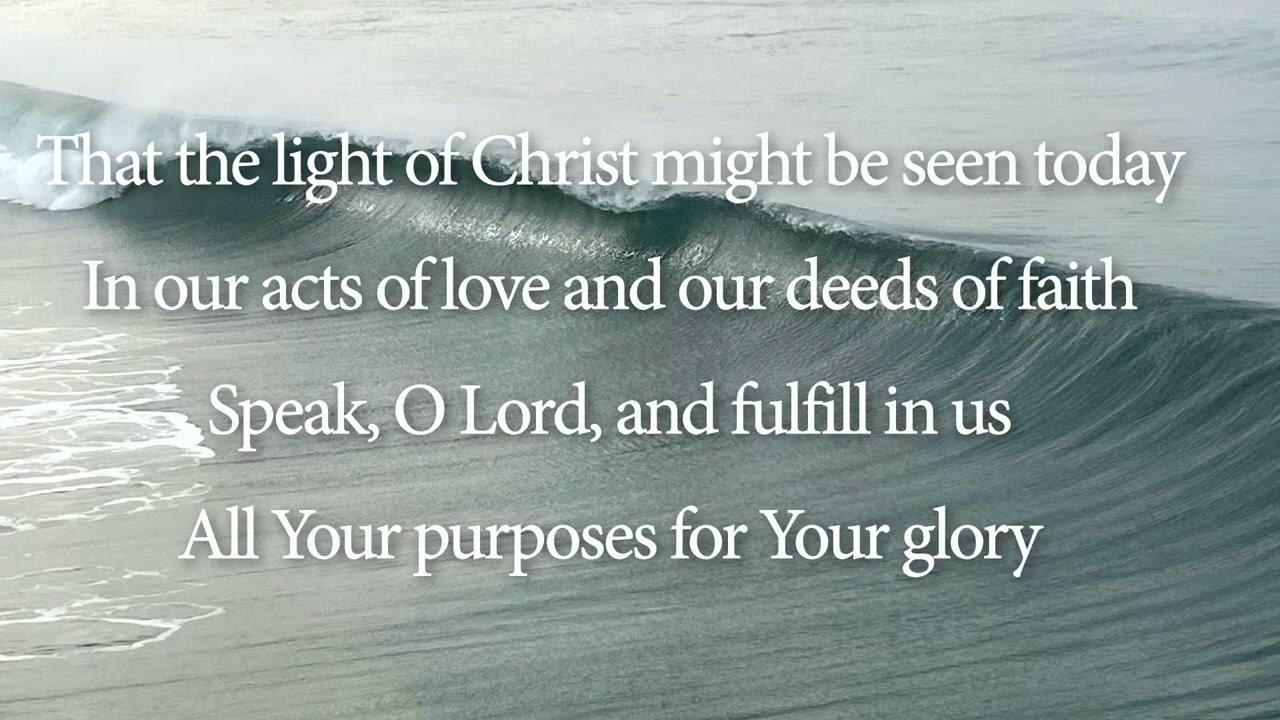 That the light of Christ might be seen today
In our acts of love and our deeds of faith
Speak, O Lord, and fulfill in us
All Your purposes for Your glory